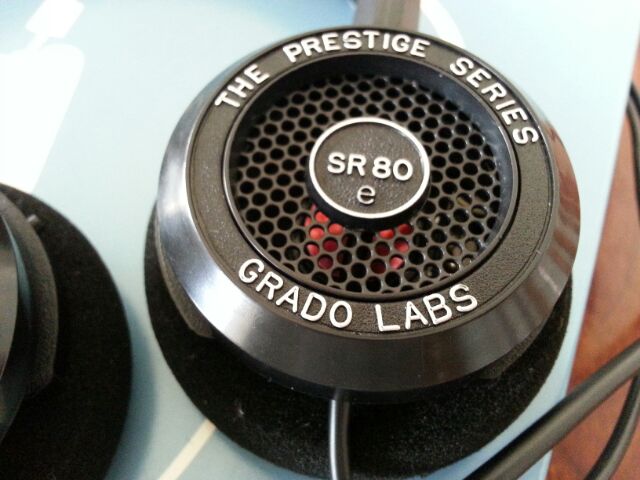 THE PRESTIGE SERIES
SR80
e
GRADO LABS